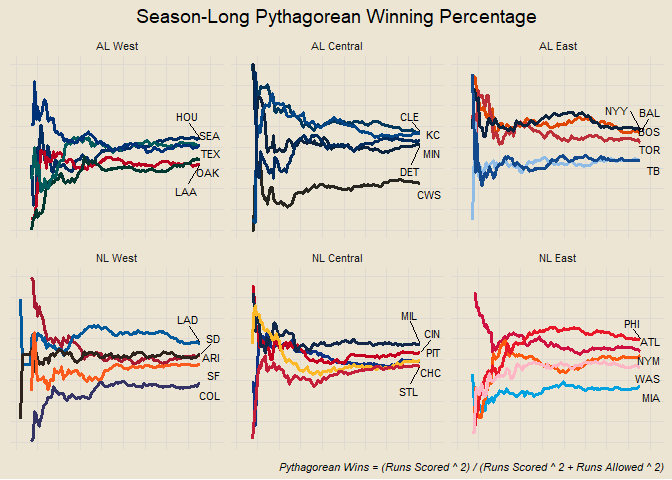 Season-Long Pythagorean Winning Percentage
AL West
AL Central
AL East
HOU
SEA
TEX
OAK
LAA
CLE
KC
MIN
DET
CWS
NYY
BAL
BOS
TOR
TB
NL West
NL Central
NL East
LAD
SD
ARI
SF
COL
MIL
CIN
PIT
CHC
STL
PHI
ATL
NYM
WAS
MIA
Pythagorean Wins = (Runs Scored ^ 2) / (Runs Scored ^ 2 + Runs Allowed ^ 2)